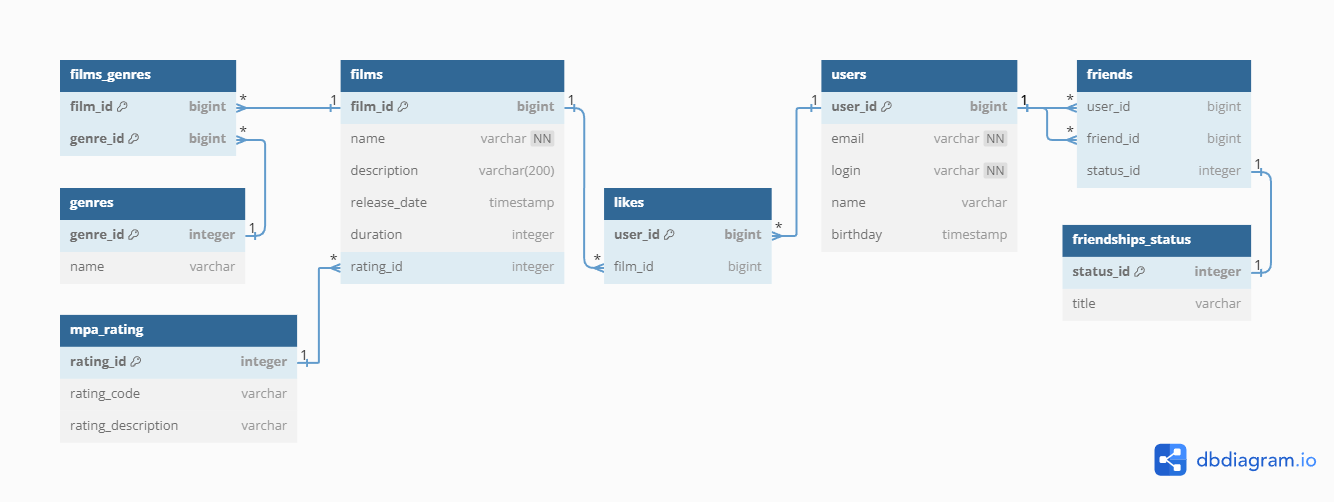 films_genres
film_id bigint
genre_id bigint
genres
genre_id integer
name varchar
mpa_rating
rating_id integer
rating_code varchar
rating_description varchar
films
film_id bigint
name varchar NN
description varchar(200)
release_date timestamp
duration integer
rating_id integer
likes
user_id bigint
film_id bigint
users
user_id bigint
email varchar NN
login varchar NN
name varchar
birthday timestamp
friends
user_id bigint
friend_id bigint
status_id integer
friendships_status
status_id integer
title varchar
* 1
*
1
* 1
1 *
1 *
1 *
*
1
1
dbdiagram.io